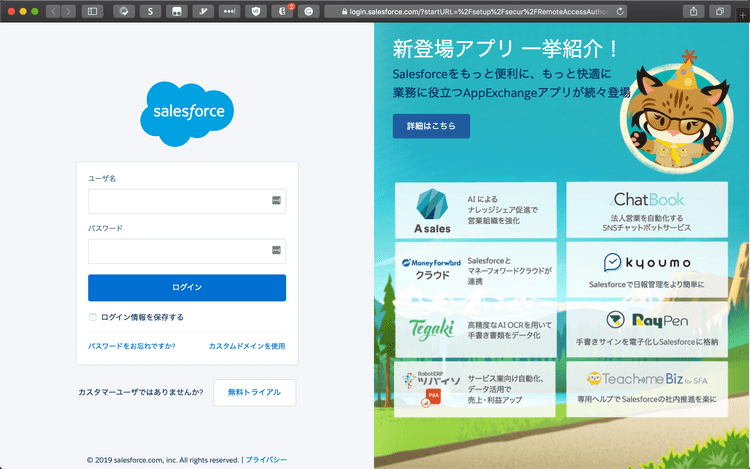 login.salesforce.com/?startURL=%2Fsetup%2Fsecur%2FRemoteAccessAutho
2
salesforce
ユーザ名
パスワード
ログイン
ログイン情報を保存する
パスワードをお忘れですか?
カスタムドメインを使用
カスタマーユーザではありませんか?
無料トライアル
© 2019 salesforce.com, inc. All rights reserved. | プライバシー
新登場アプリ 一挙紹介！
Salesforceをもっと便利に、もっと快適に
業務に役立つAppExchangeアプリが続々登場
詳細はこちら
A sales
AI による
ナレッジシェア促進で
営業組織を強化
ChatBook
法人営業を自動化する
SNSチャットボットサービス
Money Forward
クラウド
Salesforceと
マネーフォワードクラウドが
連携
kyoumo
Salesforceで日報管理をより簡単に
Tegaki
高精度なAI OCRを用いて
手書き書類をデータ化
RayPen
手書きサインを電子化しSalesforceに格納
RobotERP
ツバイソ
PSA
サービス業向け自動化、
データ活用で
売上・利益アップ
Teachme Biz for SFA
専用ヘルプで Salesforceの社内推進を楽に